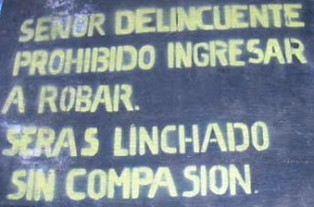 SEÑOR DELINCUENTE
PROHIBIDO INGRESAR
A ROBAR.
SERAS LINCHADO
SIN COMPASION.